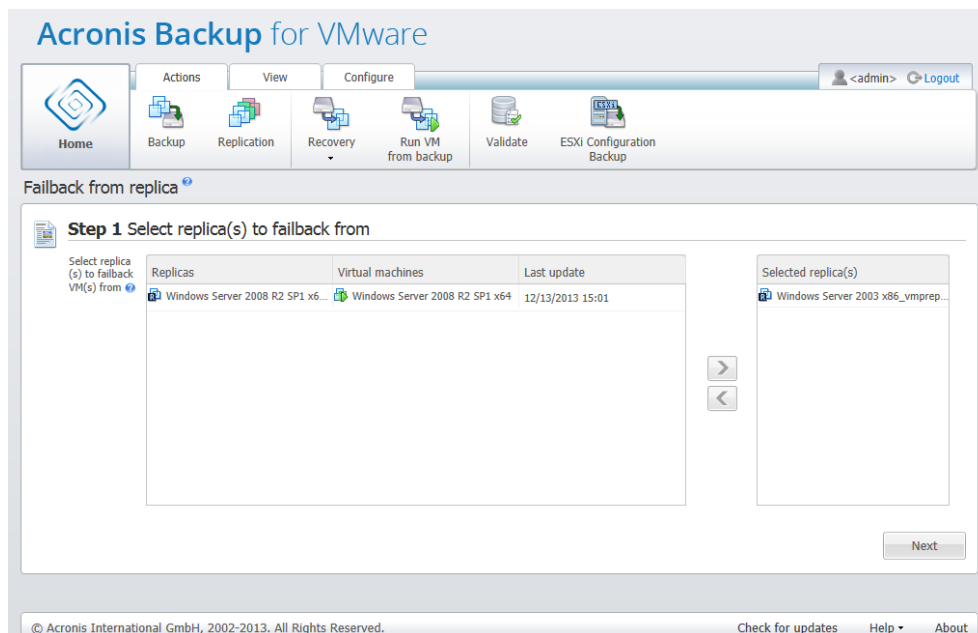 Acronis Backup for VMware
Actions View Configure
<admin> Logout
Home
Backup
Replication
Recovery
Run VM
from backup
Validate
ESXi Configuration
Backup
Failback from replica
Step 1 Select replica(s) to failback from
Select replica
(s) to failback
VM(s) from
Replicas Virtual machines Last update
Windows Server 2008 R2 SP1 x6... Windows Server 2008 R2 SP1 x64 12/13/2013 15:01
Selected replica(s)
Windows Server 2003 x86_vmprep...
Next
© Acronis International GmbH, 2002-2013. All Rights Reserved.
Check for updates Help About